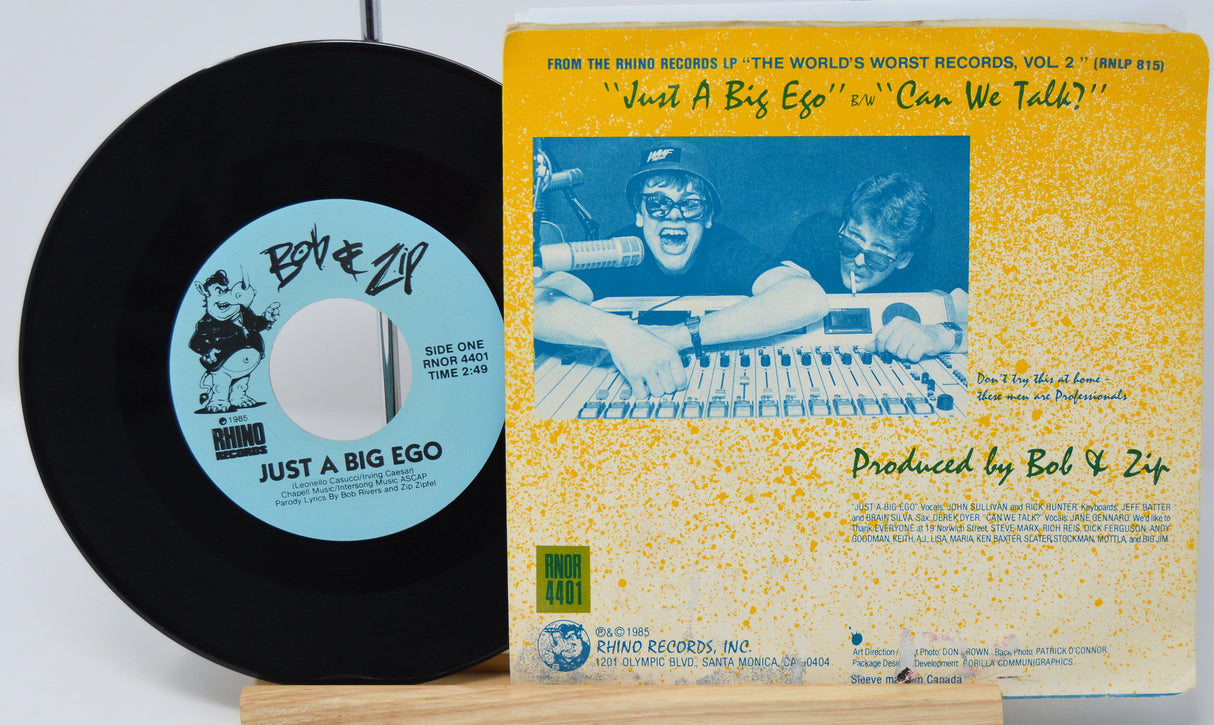 Bob & Zip
SIDE ONE
RNOR 4401
TIME 2:49
℗1985
RHINO
RECORDS
JUST A BIG EGO
(Leonello Casucci/Irving Caesar)
Chapell Music/Intersong Music ASCAP
Parody Lyrics By Bob Rivers and Zip Zipfel
FROM THE RHINO RECORDS LP "THE WORLD'S WORST RECORDS, VOL. 2" (RNLP 815)
"Just A Big Ego" B/W "Can We Talk?"
Don't try this at home -
these men are Professionals
Produced by Bob & Zip
"JUST A BIG EGO" Vocals: JOHN SULLIVAN and RICK HUNTER. Keyboards: JEFF BATTER
and BRAIN SILVA. Sax: DEREK DYER. "CAN WE TALK?" Vocals: JANE GENNARO. We'd like to
Thank EVERYONE at 19 Norwich Street, STEVE MARX, RICH REIS, DICK FERGUSON, ANDY
GOODMAN, KEITH, A.J., LISA, MARIA, KEN BAXTER, SLATER, STOCKMAN, MOTTLA, and BIG JIM.
RNOR
4401
℗&©1985
RHINO RECORDS, INC.
1201 OLYMPIC BLVD., SANTA MONICA, CA 90404
Art Direction Photo: DON BROWN. Back Photo: PATRICK O'CONNOR
Package Development: GORILLA COMMUNIGRAPHICS.
Sleeve in Canada